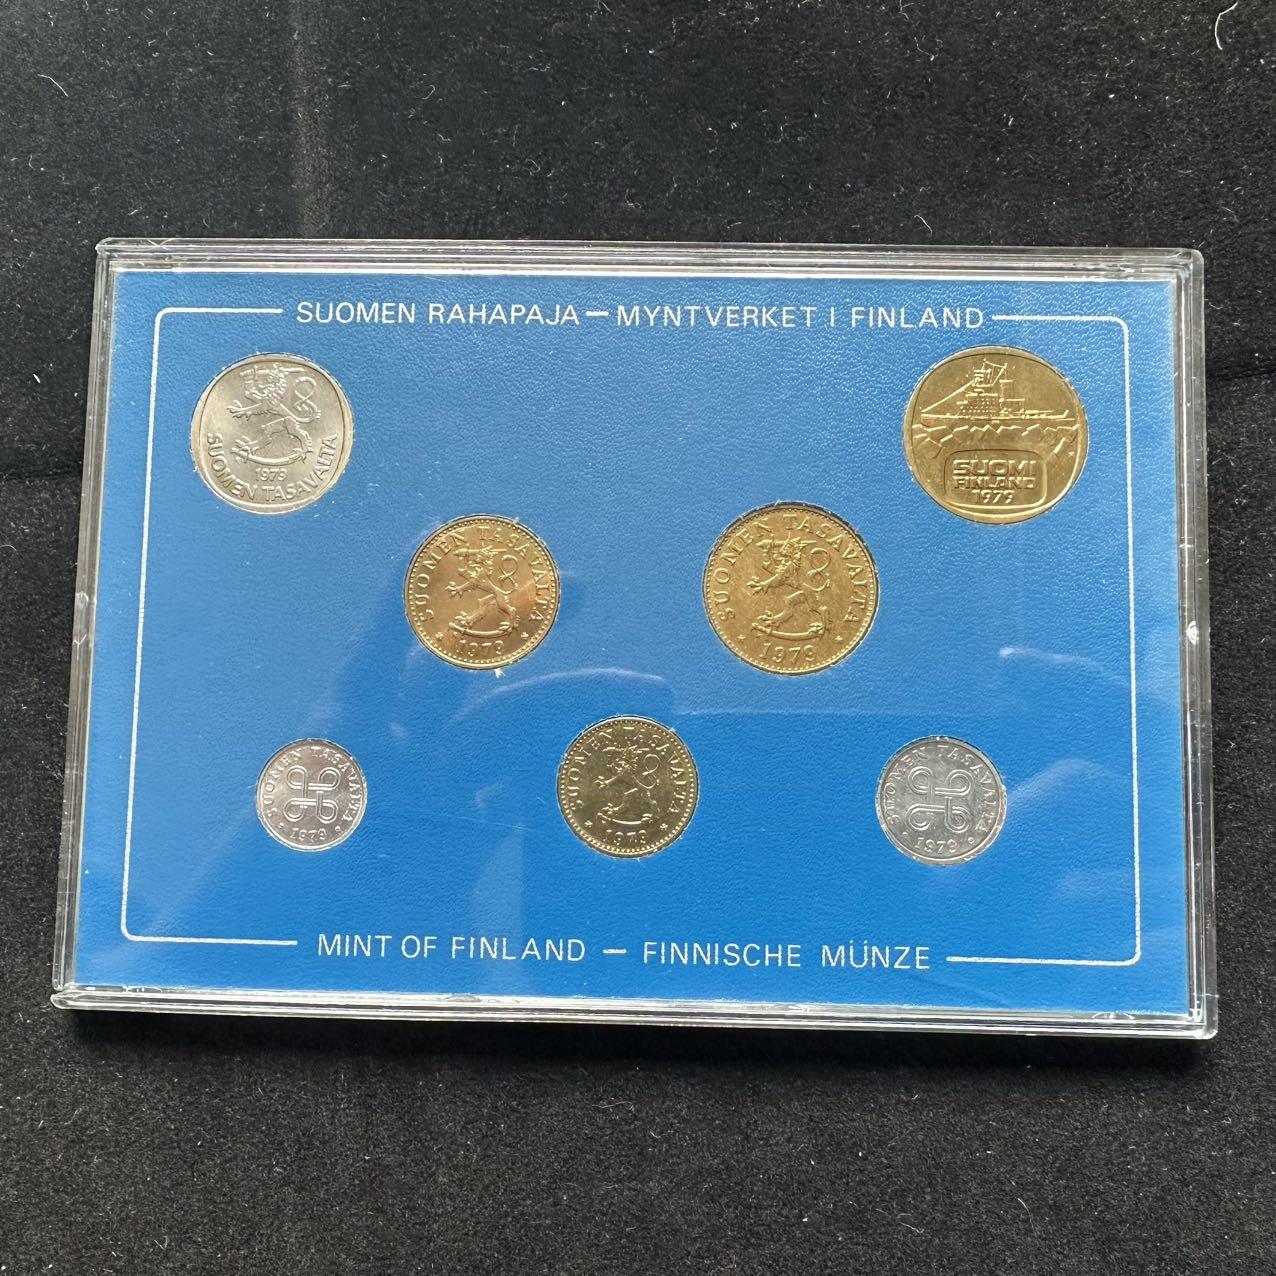 SUOMEN RAHAPAJA — MYNTVERKET I FINLAND
SUOMEN TASAVALTA
1979
SUOMI
FINLAND
1979
SUOMEN TASAVALTA
1979
SUOMEN TASAVALTA
1979
SUOMEN TASAVALTA
1979
SUOMEN TASAVALTA
1979
SUOMEN TASAVALTA
1979
MINT OF FINLAND — FINNISCHE MÜNZE